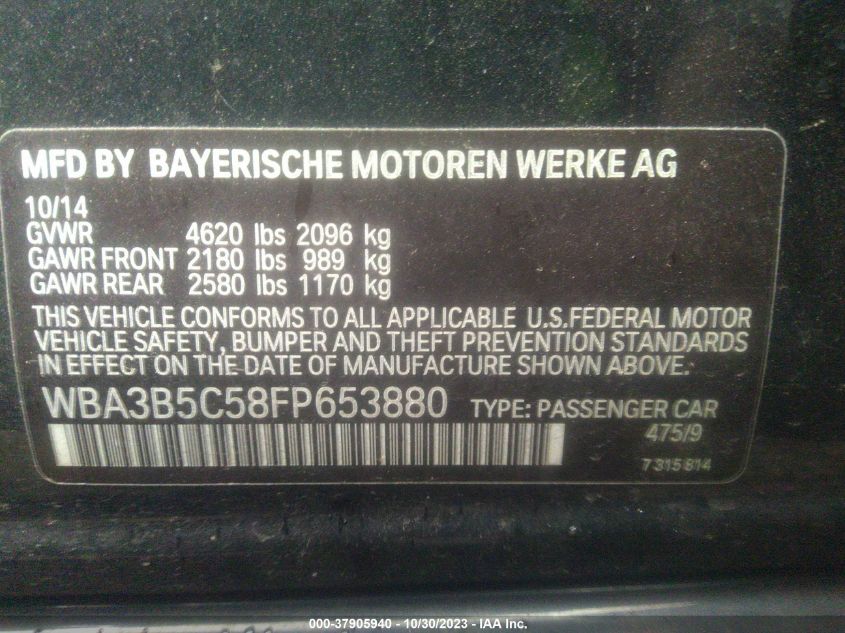 MFD BY BAYERISCHE MOTOREN WERKE AG
10/14
GVWR 4620 lbs 2096 kg
GAWR FRONT 2180 lbs 989 kg
GAWR REAR 2580 lbs 1170 kg
THIS VEHICLE CONFORMS TO ALL APPLICABLE U.S.FEDERAL MOTOR
VEHICLE SAFETY, BUMPER AND THEFT PREVENTION STANDARDS
IN EFFECT ON THE DATE OF MANUFACTURE SHOWN ABOVE.
WBA3B5C58FP653880 TYPE: PASSENGER CAR
475/9
7 315 814
000-37905940 - 10/30/2023 - IAA Inc.